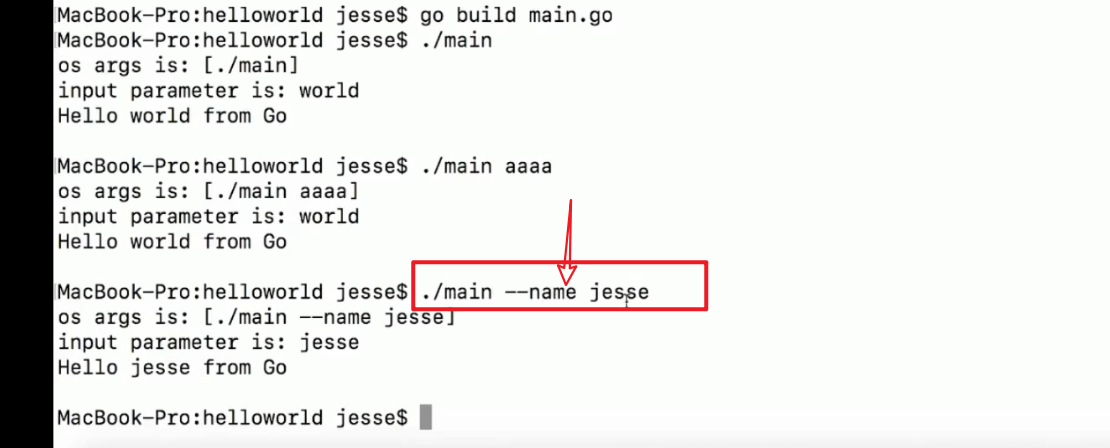 MacBook-Pro:helloworld jesse$ go build main.go
MacBook-Pro:helloworld jesse$ ./main
os args is: [./main]
input parameter is: world
Hello world from Go
MacBook-Pro:helloworld jesse$ ./main aaaa
os args is: [./main aaaa]
input parameter is: world
Hello world from Go
MacBook-Pro:helloworld jesse$ ./main --name jesse
os args is: [./main --name jesse]
input parameter is: jesse
Hello jesse from Go
MacBook-Pro:helloworld jesse$